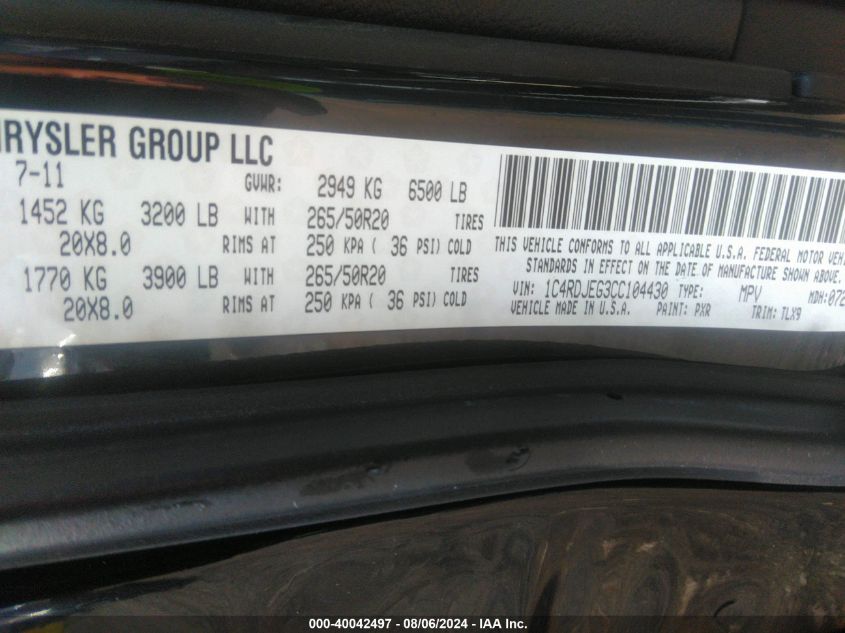 RYSLER GROUP LLC
7-11 GVWR: 2949 KG 6500 LB
1452 KG 3200 LB WITH 265/50R20 TIRES
20X8.0 RIMS AT 250 KPA ( 36 PSI) COLD
1770 KG 3900 LB WITH 265/50R20 TIRES
20X8.0 RIMS AT 250 KPA ( 36 PSI) COLD
THIS VEHICLE CONFORMS TO ALL APPLICABLE U.S.A. FEDERAL MOTOR VEH
STANDARDS IN EFFECT ON THE DATE OF MANUFACTURE SHOWN ABOVE.
VIN: 1C4RDJEG3CC104430 TYPE: MPV MDH:072
VEHICLE MADE IN U.S.A. PAINT: PXR TRIM: TLX9
000-40042497 - 08/06/2024 - IAA Inc.